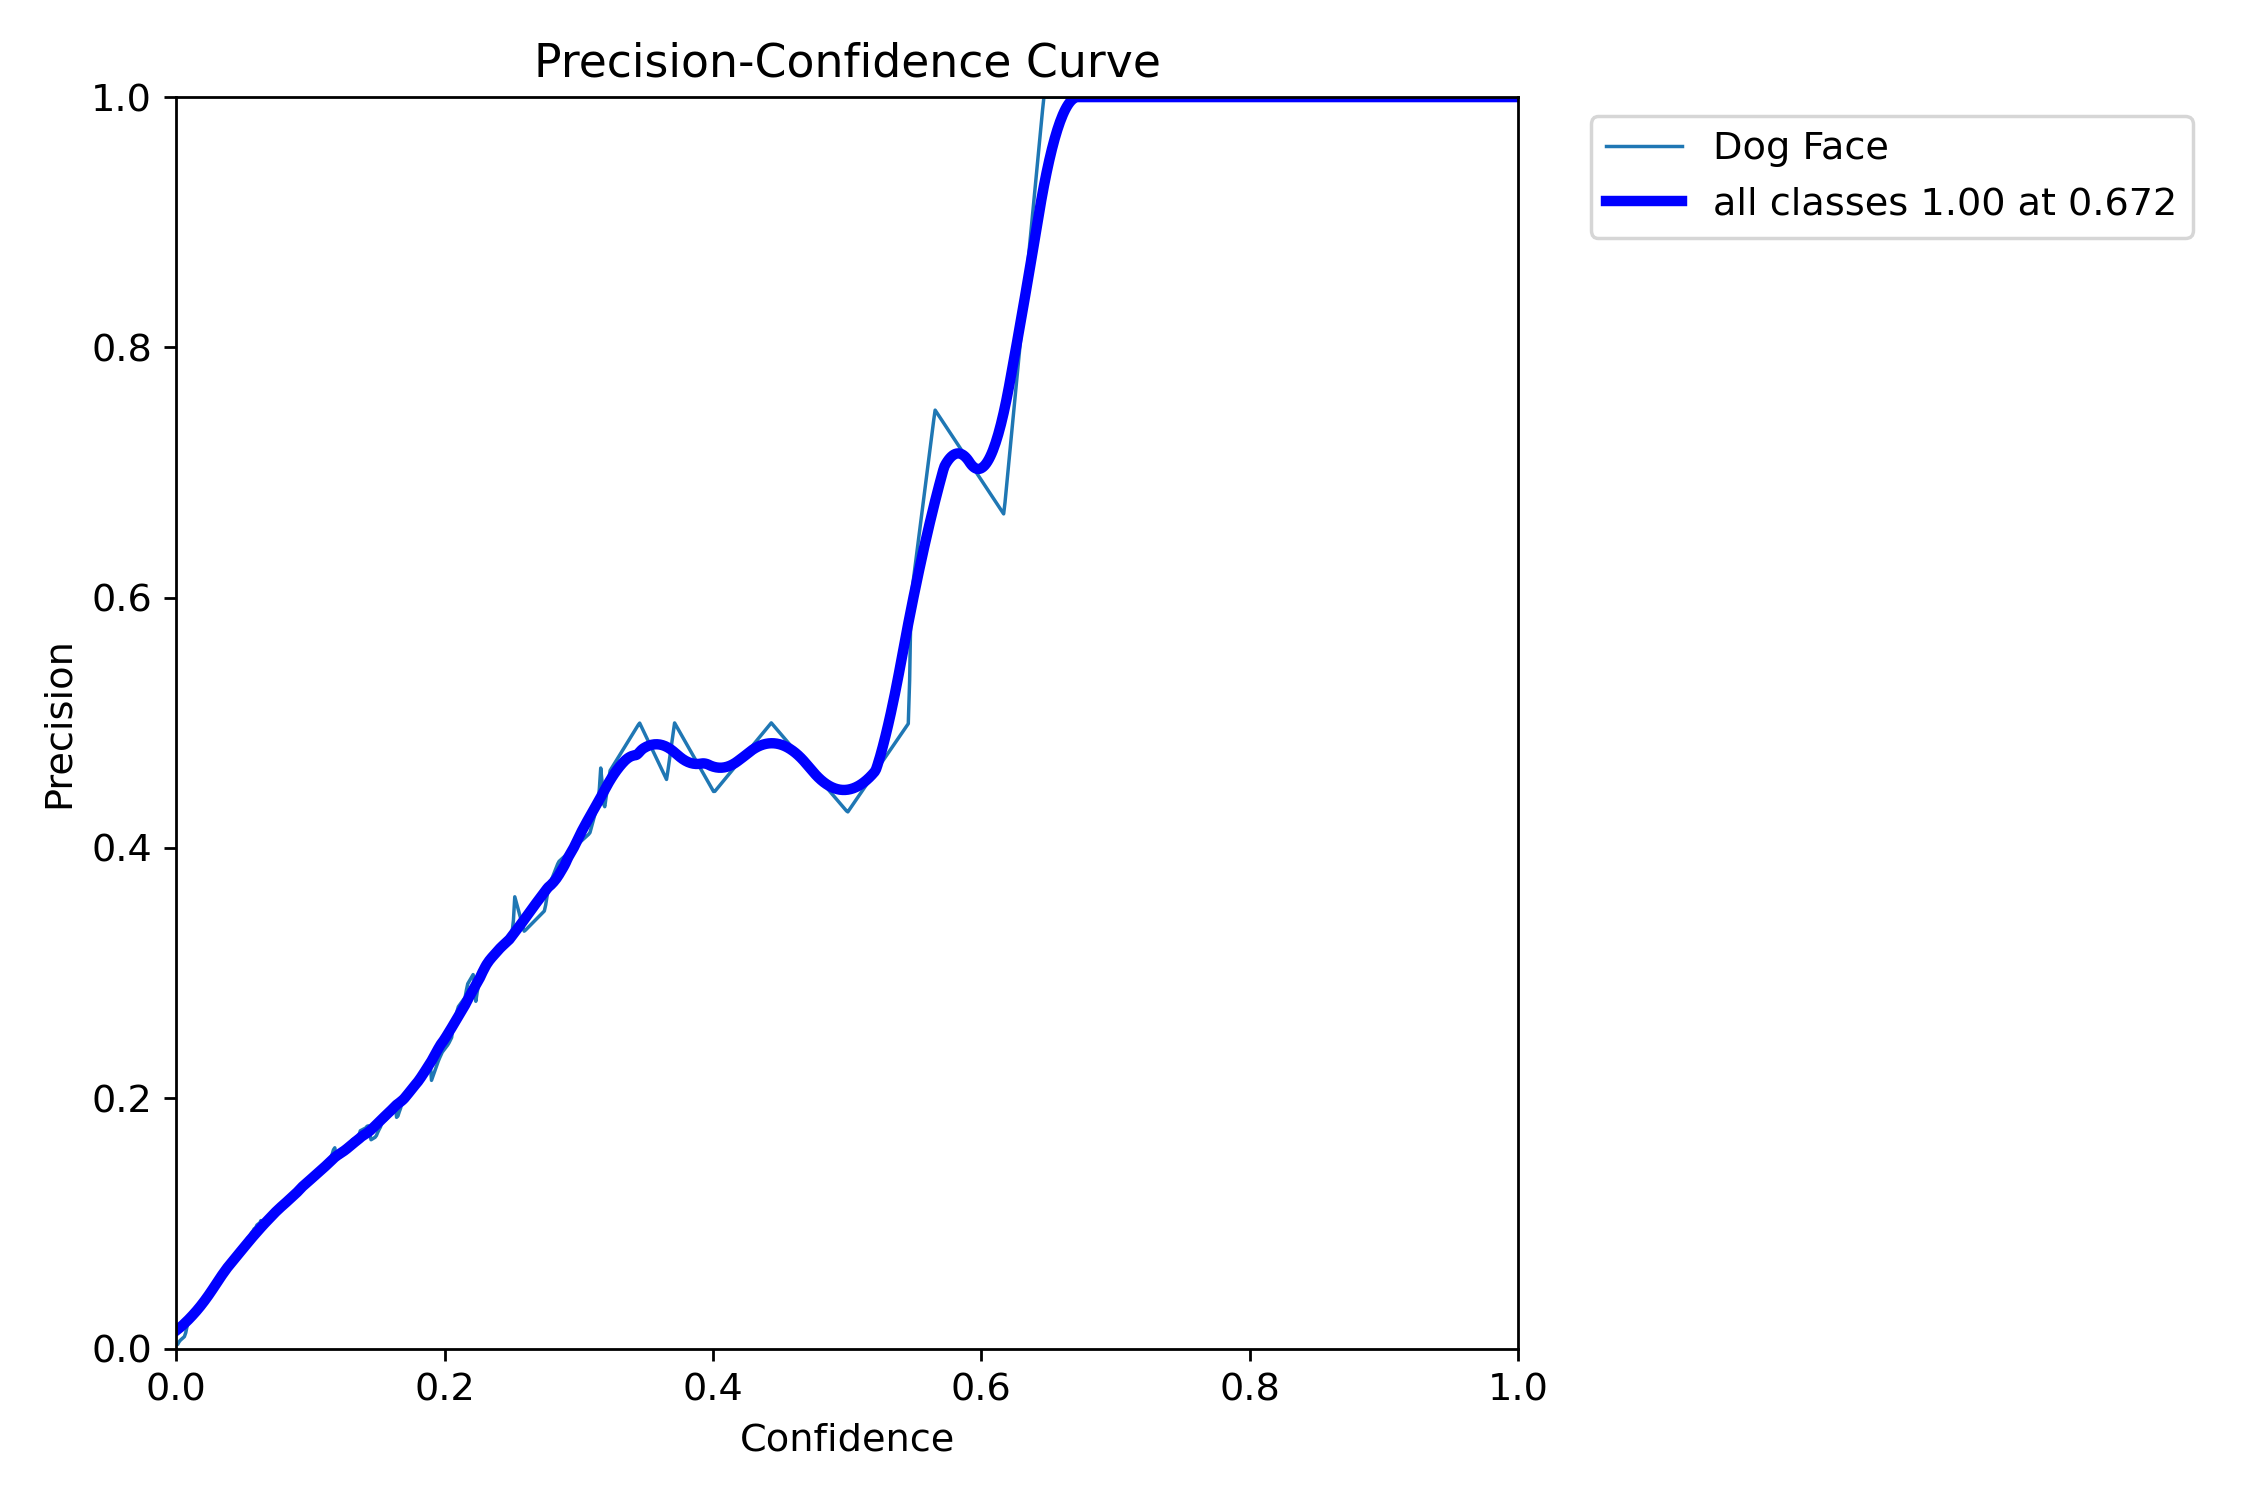 Precision-Confidence Curve
1.0
0.8
0.6
0.4
0.2
0.0
Precision
0.0 0.2 0.4 0.6 0.8 1.0
Confidence
Dog Face
all classes 1.00 at 0.672